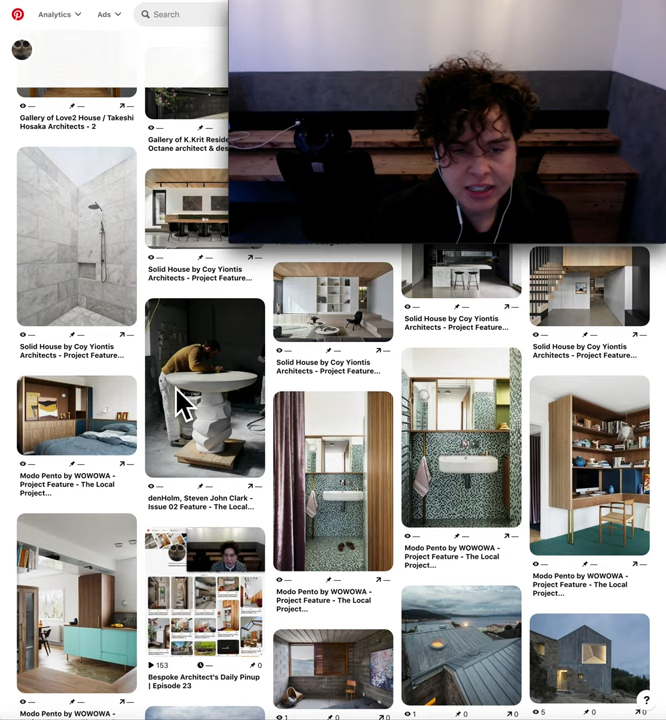 Analytics
Ads
Search
—
—
—
Gallery of Love2 House / Takeshi
Hosaka Architects - 2
Gallery of K.Krit Reside
Octane architect & des
—
—
—
Solid House by Coy Yiontis
Architects - Project Feature...
—
—
—
Solid House by Coy Yiontis
Architects - Project Feature...
—
—
—
Solid House by Coy Yiontis
Architects - Project Feature...
—
—
—
Solid House by Coy Yiontis
Architects - Project Feature...
—
—
—
Solid House by Coy Yiontis
Architects - Project Feature...
—
—
—
Modo Pento by WOWOWA -
Project Feature - The Local
Project...
—
—
—
denHolm, Steven John Clark -
Issue 02 Feature - The Local...
—
—
—
Modo Pento by WOWOWA -
Project Feature - The Local
Project...
—
—
—
Modo Pento by WOWOWA -
Project Feature - The Local
Project...
—
—
—
Modo Pento by WOWOWA -
Project Feature - The Local
Project...
153
—
0
Bespoke Architect's Daily Pinup
| Episode 23
—
—
—
Modo Pento by WOWOWA -
1
0
0
1
0
0
5
0
0
?